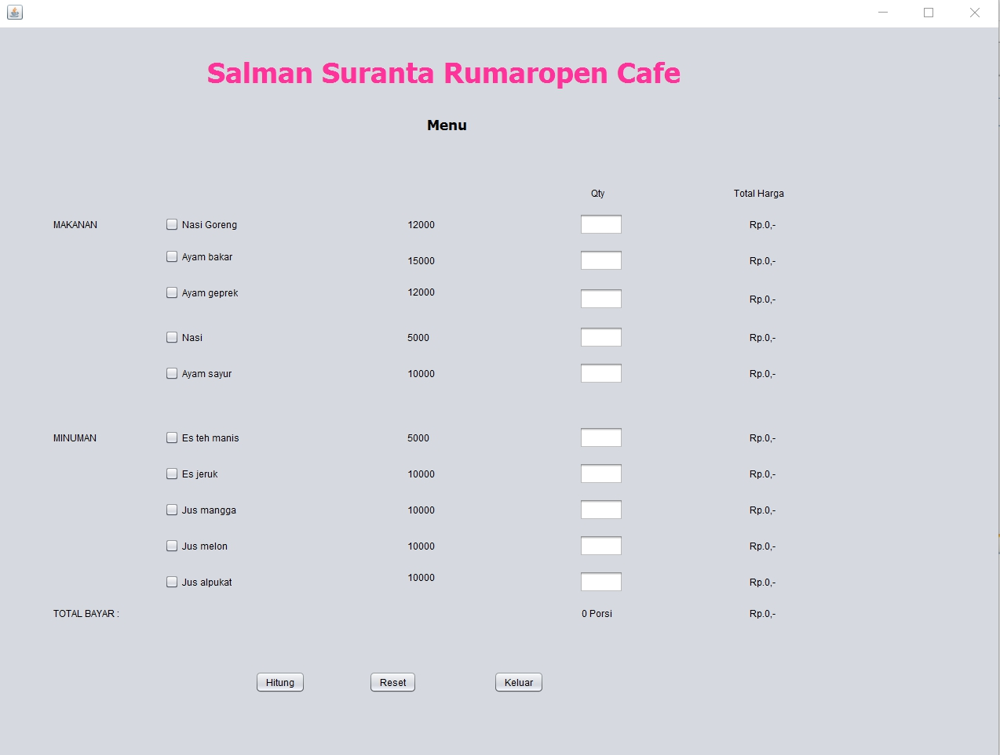 Salman Suranta Rumaropen Cafe
Menu
Qty Total Harga
MAKANAN Nasi Goreng 12000 Rp.0,-
Ayam bakar 15000 Rp.0,-
Ayam geprek 12000 Rp.0,-
Nasi 5000 Rp.0,-
Ayam sayur 10000 Rp.0,-
MINUMAN Es teh manis 5000 Rp.0,-
Es jeruk 10000 Rp.0,-
Jus mangga 10000 Rp.0,-
Jus melon 10000 Rp.0,-
Jus alpukat 10000 Rp.0,-
TOTAL BAYAR : 0 Porsi Rp.0,-
Hitung Reset Keluar